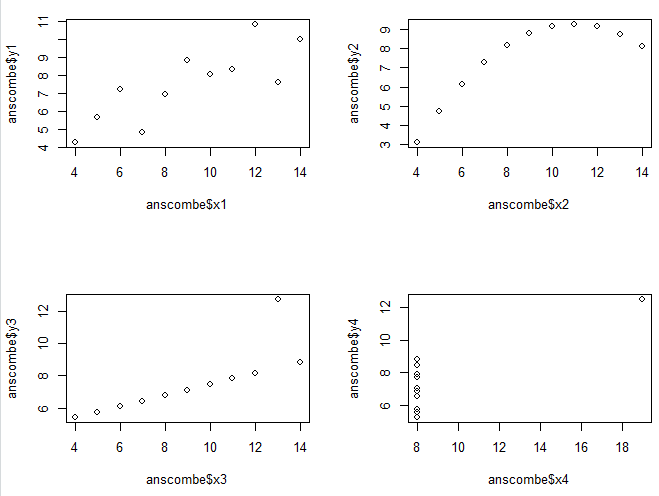 anscombe$y1
4 5 6 7 8 9 11
4 6 8 10 12 14
anscombe$x1
anscombe$y2
3 4 5 6 7 8 9
4 6 8 10 12 14
anscombe$x2
anscombe$y3
6 8 10 12
4 6 8 10 12 14
anscombe$x3
anscombe$y4
6 8 10 12
8 10 12 14 16 18
anscombe$x4